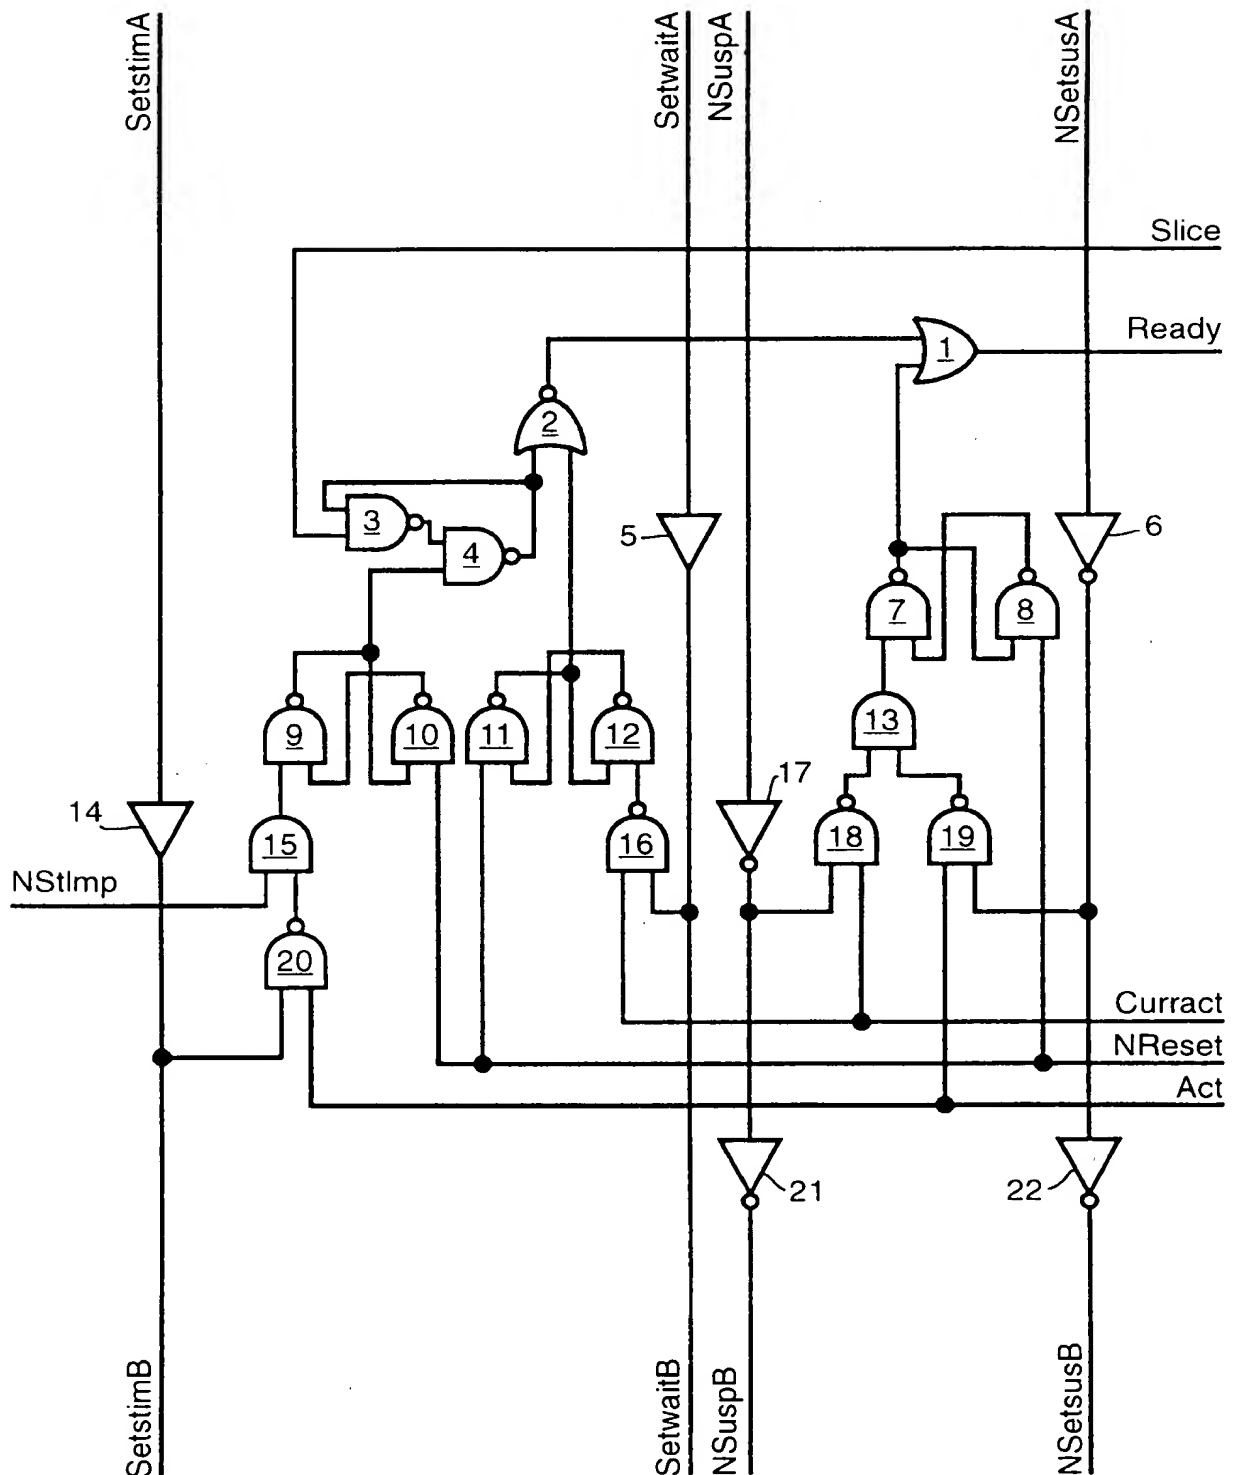 SetstimA
SetwaitA
NSuspA
NSetsusA
Slice
Ready
1
2
3
4
5
6
7
8
9
10
11
12
13
14
15
16
17
18
19
NStImp
20
Curract
NReset
Act
21
22
SetstimB
SetwaitB
NSuspB
NSetsusB